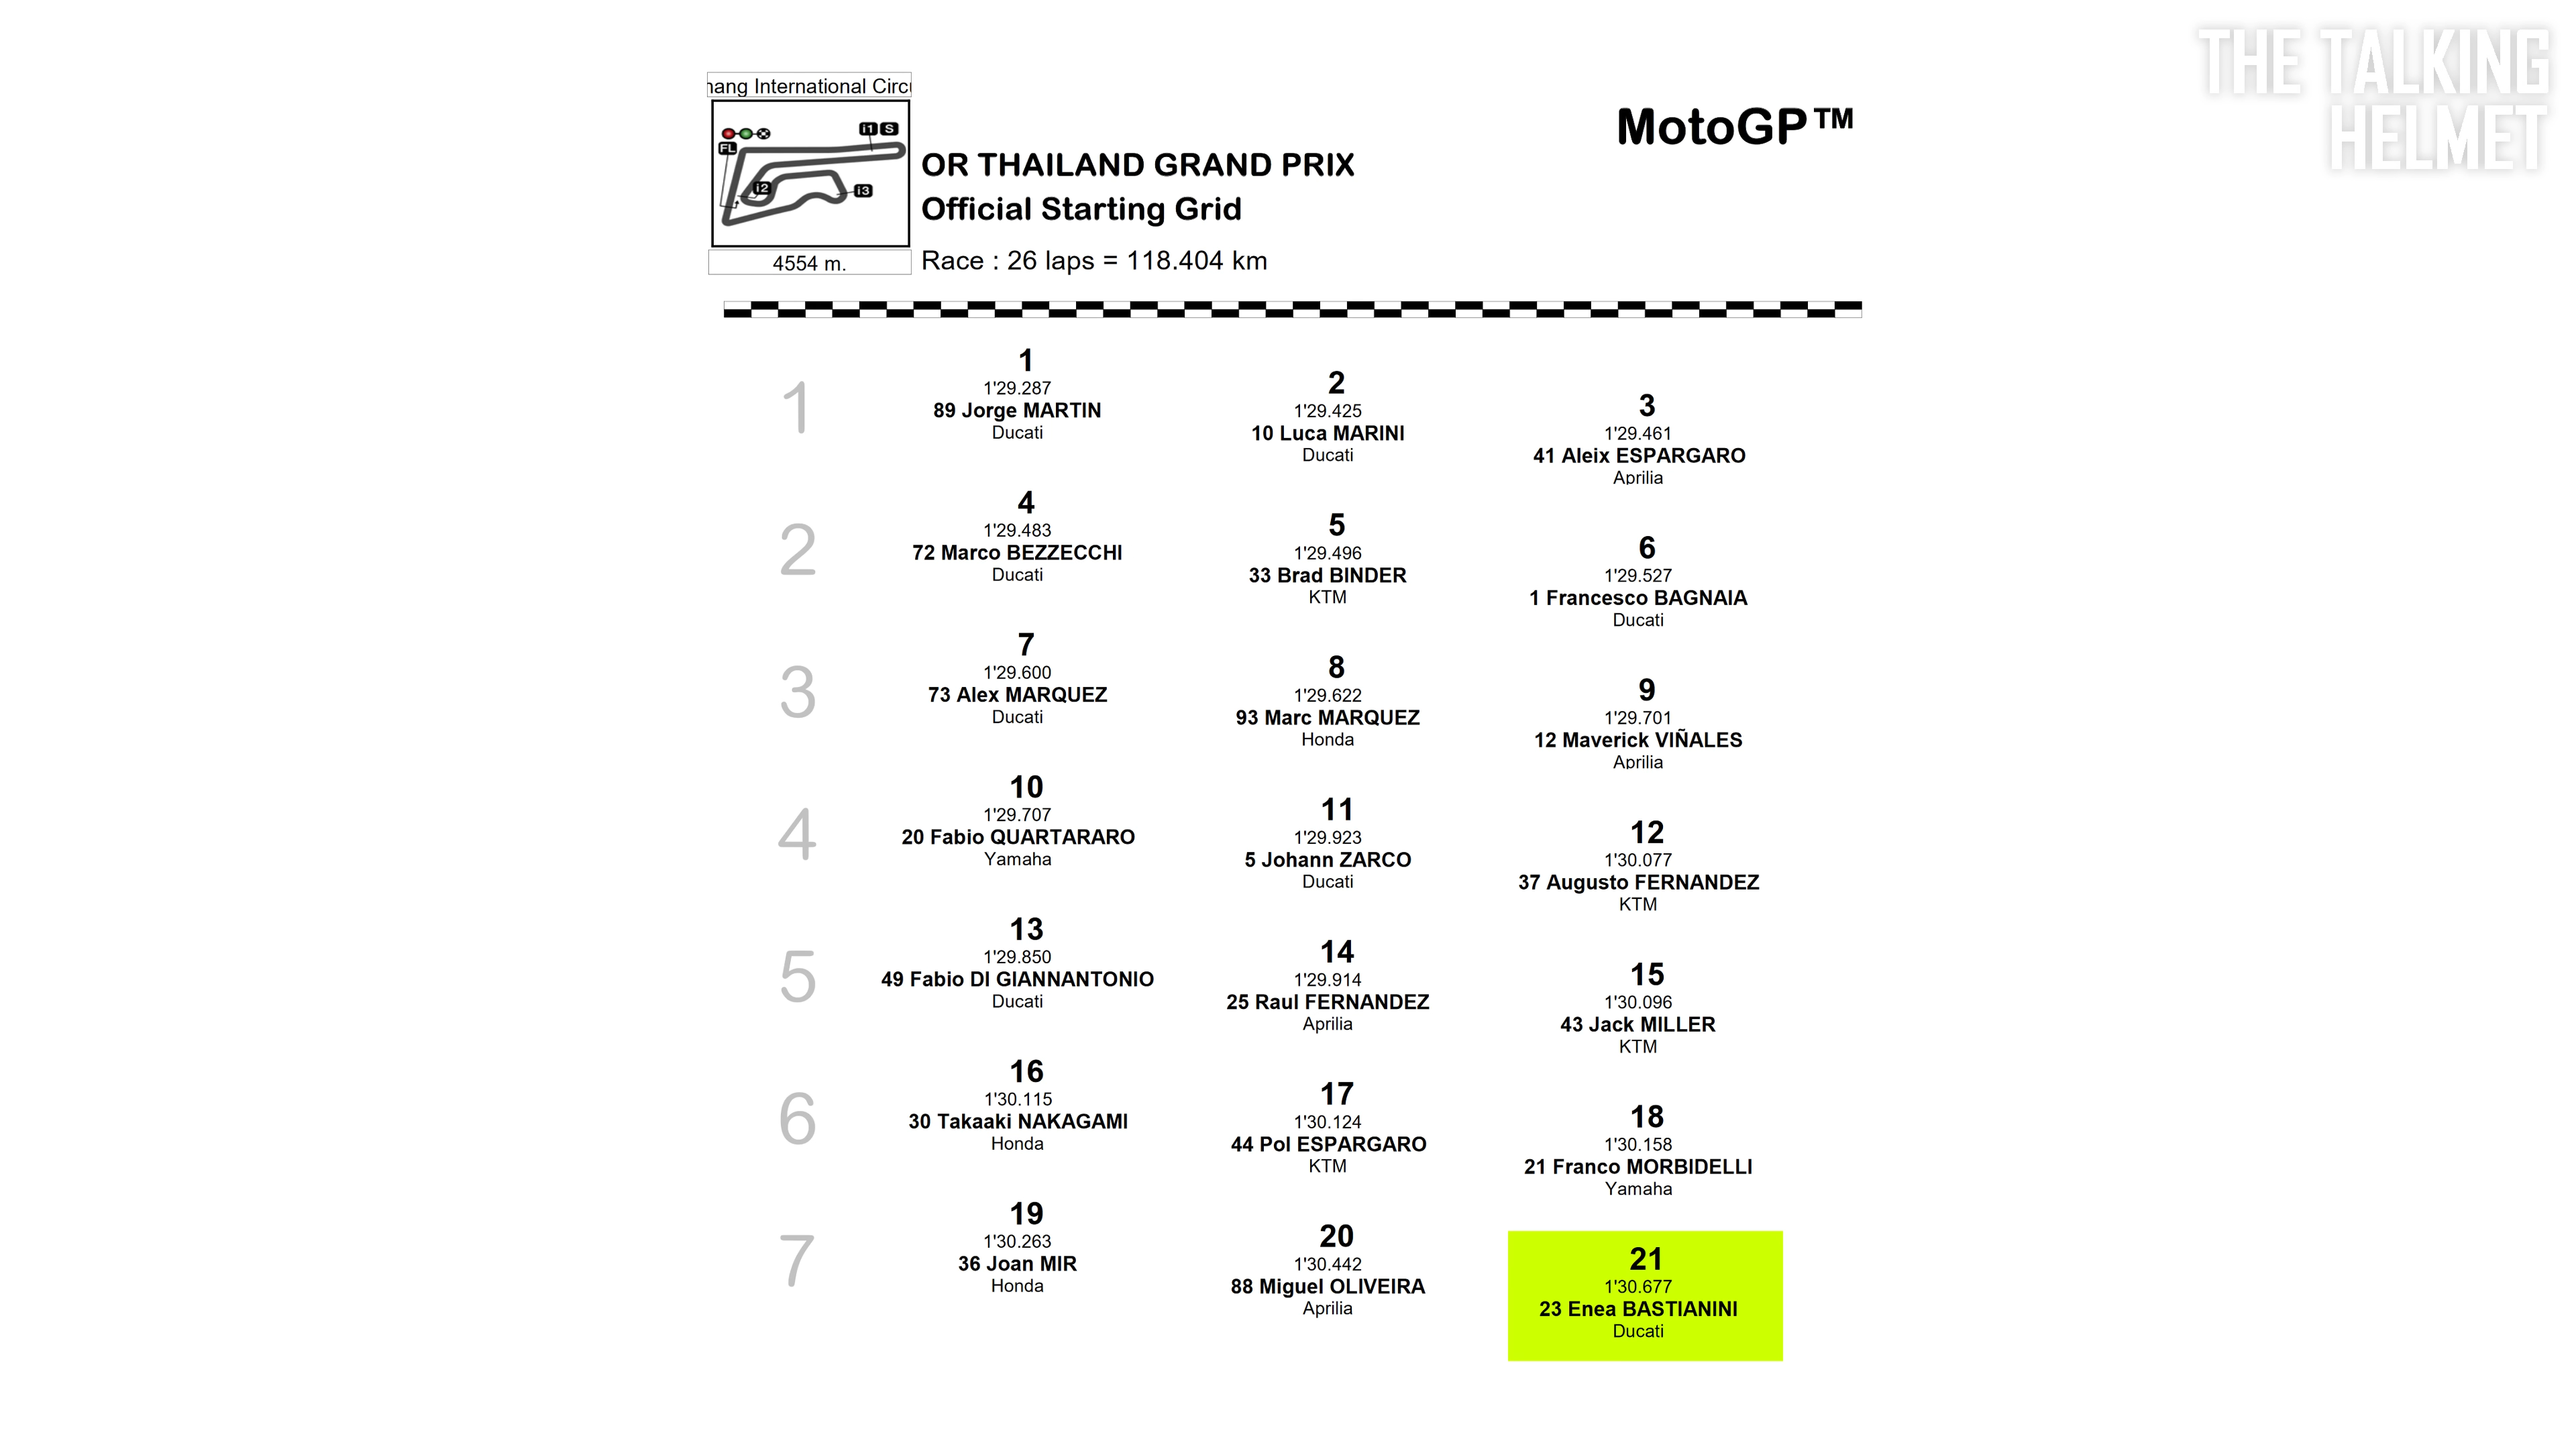 THE TALKING
HELMET
hang International Circu
FL
i1 S
i2
i3
4554 m.
OR THAILAND GRAND PRIX
Official Starting Grid
Race : 26 laps = 118.404 km
MotoGP™
1
1
1'29.287
89 Jorge MARTIN
Ducati
2
1'29.425
10 Luca MARINI
Ducati
3
1'29.461
41 Aleix ESPARGARO
Aprilia
2
4
1'29.483
72 Marco BEZZECCHI
Ducati
5
1'29.496
33 Brad BINDER
KTM
6
1'29.527
1 Francesco BAGNAIA
Ducati
3
7
1'29.600
73 Alex MARQUEZ
Ducati
8
1'29.622
93 Marc MARQUEZ
Honda
9
1'29.701
12 Maverick VIÑALES
Aprilia
4
10
1'29.707
20 Fabio QUARTARARO
Yamaha
11
1'29.923
5 Johann ZARCO
Ducati
12
1'30.077
37 Augusto FERNANDEZ
KTM
5
13
1'29.850
49 Fabio DI GIANNANTONIO
Ducati
14
1'29.914
25 Raul FERNANDEZ
Aprilia
15
1'30.096
43 Jack MILLER
KTM
6
16
1'30.115
30 Takaaki NAKAGAMI
Honda
17
1'30.124
44 Pol ESPARGARO
KTM
18
1'30.158
21 Franco MORBIDELLI
Yamaha
7
19
1'30.263
36 Joan MIR
Honda
20
1'30.442
88 Miguel OLIVEIRA
Aprilia
21
1'30.677
23 Enea BASTIANINI
Ducati